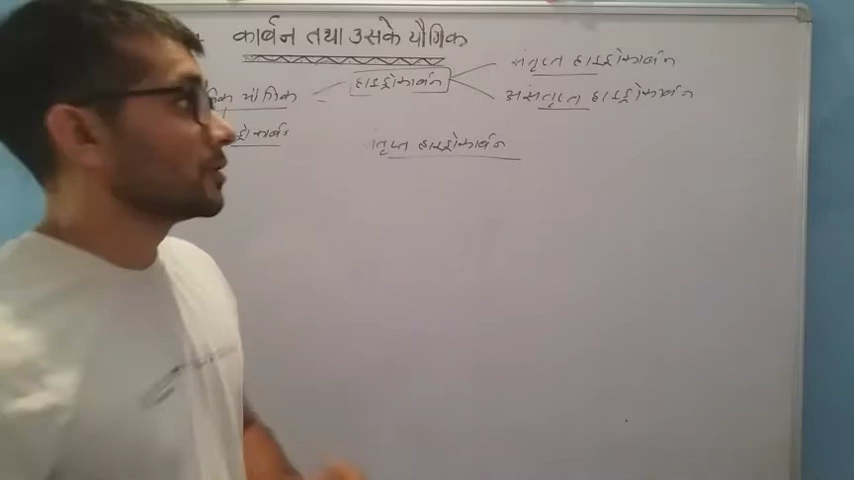 कार्बन तथा उसके यौगिक
संतृप्त हाइड्रोकार्बन
हाइड्रोकार्बन
यौगिक
असंतृप्त हाइड्रोकार्बन
हाइड्रोकार्बन